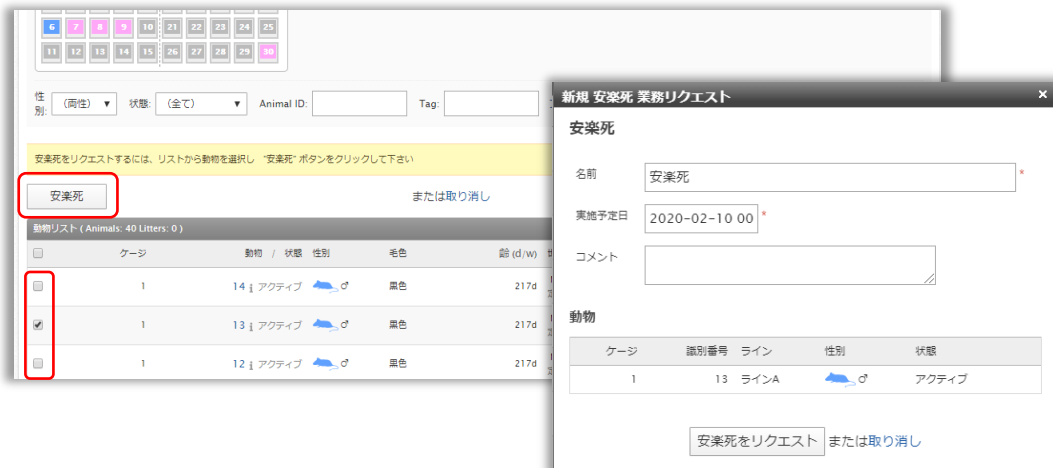 6 7 8 9 10 21 22 23 24 25
11 12 13 14 15 26 27 28 29 30
性別: (両性) ▼ 状態: (全て) ▼ Animal ID: Tag:
安楽死をリクエストするには、リストから動物を選択し "安楽死" ボタンをクリックして下さい
安楽死 または取り消し
動物リスト ( Animals: 40 Litters: 0 )
ケージ 動物 / 状態 性別 毛色 齢 (d/w)
1 14 i アクティブ ♂ 黒色 217d
1 13 i アクティブ ♂ 黒色 217d
1 12 i アクティブ ♂ 黒色 217d
新規 安楽死 業務リクエスト ×
安楽死
名前 安楽死 *
実施予定日 2020-02-10 00 *
コメント
動物
ケージ 識別番号 ライン 性別 状態
1 13 ラインA ♂ アクティブ
安楽死をリクエスト または取り消し